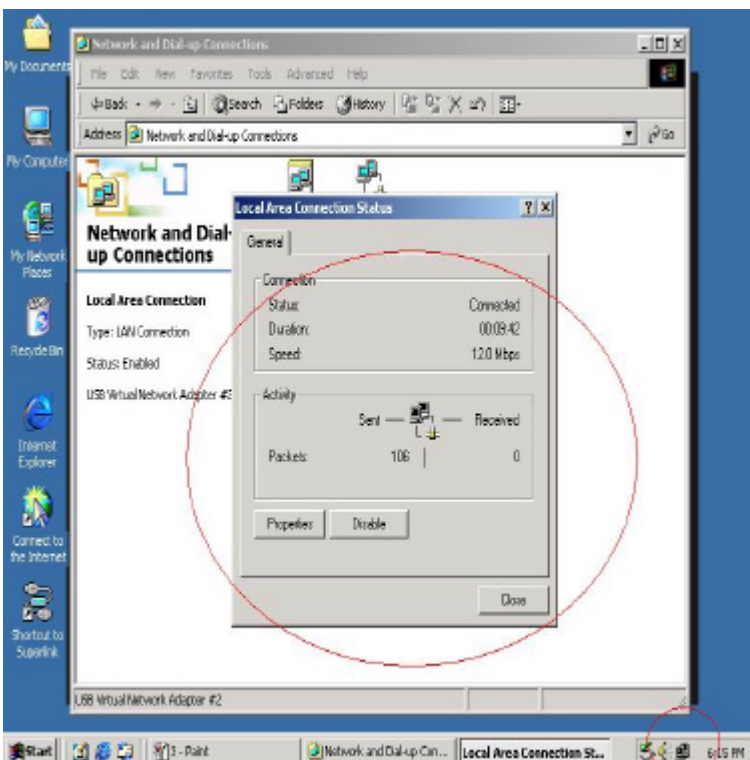 My Documents
My Computer
My Network
Places
Recycle Bin
Internet
Explorer
Connect to
the Internet
Shortcut to
Superlink
Network and Dial-up Connections
File Edit View Favorites Tools Advanced Help
Back Search Folders History
Address Network and Dial-up Connections Go
Network and Dial-
up Connections
Local Area Connection
Type: LAN Connection
Status: Enabled
USB Virtual Network Adapter #
Local Area Connection Status
General
Connection
Status: Connected
Duration: 00:09:42
Speed: 12.0 Mbps
Activity
Sent Received
Packets: 106 0
Properties Disable
Close
USB Virtual Network Adapter #2
Start 3 - Paint Network and Dial-up Con... Local Area Connection St... 6:15 PM